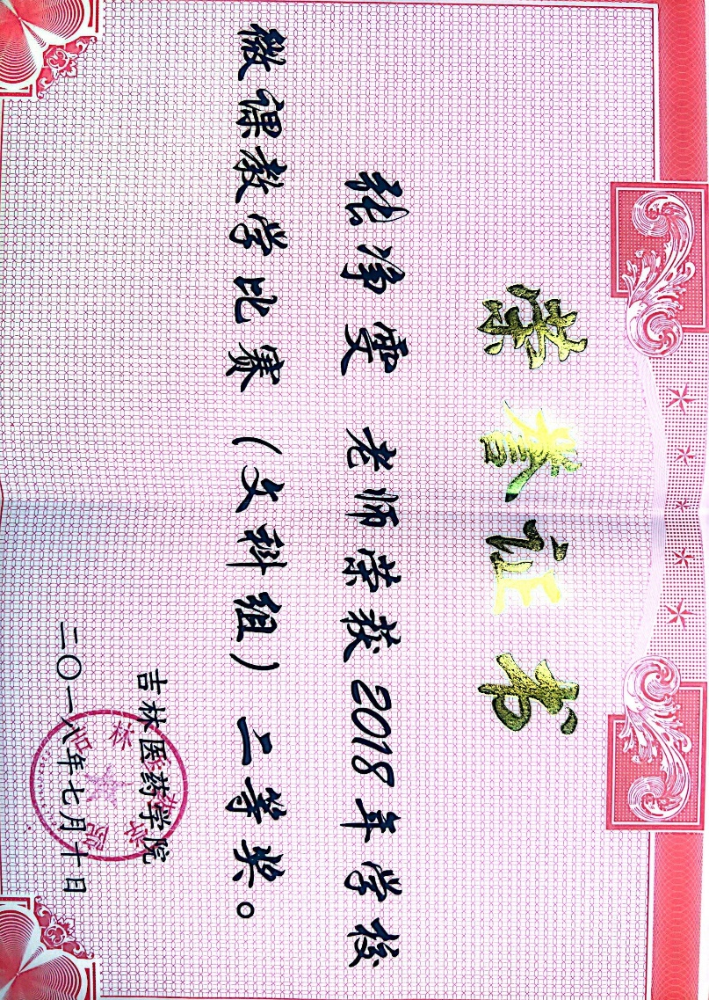 荣誉证书
张净雯 老师荣获2018年学校
微课教学比赛（文科组）二等奖。
吉林医药学院
二〇一八年七月十日